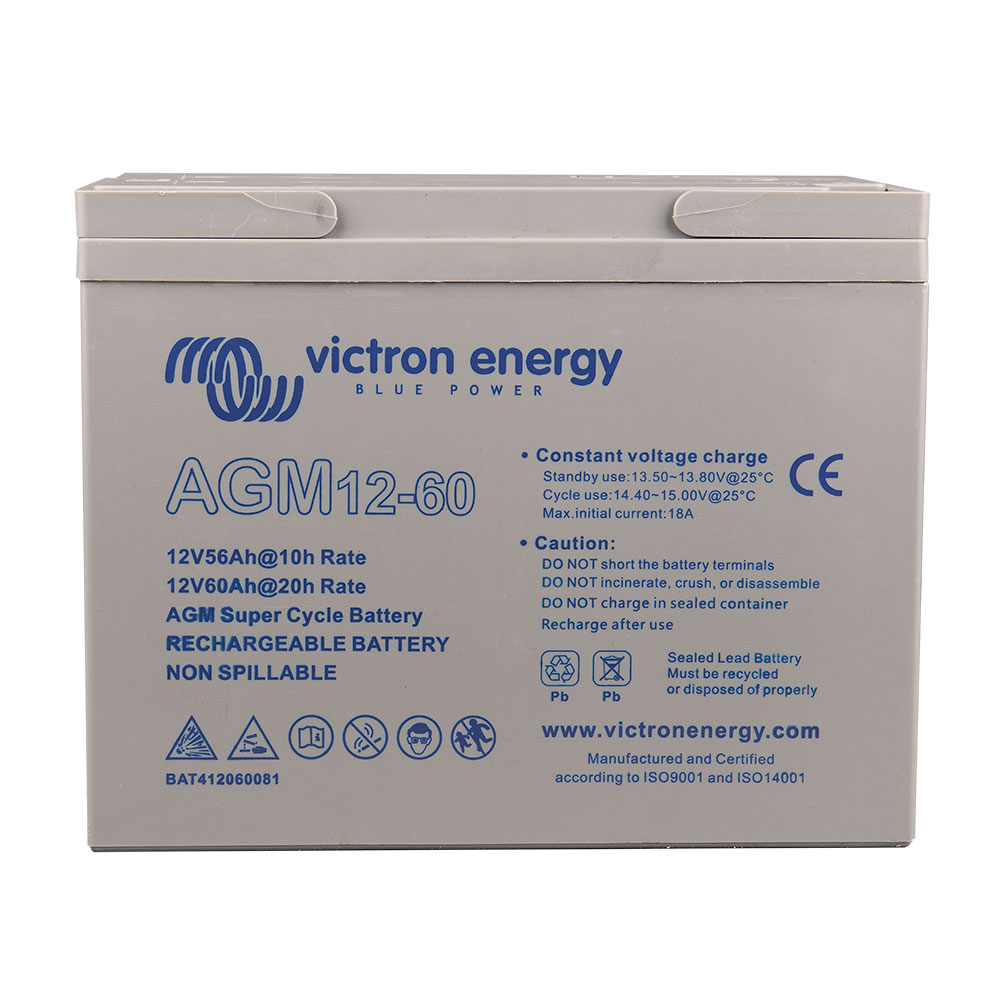 victron energy
BLUE POWER
AGM12-60
12V56Ah@10h Rate
12V60Ah@20h Rate
AGM Super Cycle Battery
RECHARGEABLE BATTERY
NON SPILLABLE
BAT412060081
• Constant voltage charge
Standby use:13.50~13.80V@25°C
Cycle use:14.40~15.00V@25°C
Max.initial current:18A
CE
• Caution:
DO NOT short the battery terminals
DO NOT incinerate, crush, or disassemble
DO NOT charge in sealed container
Recharge after use
Pb
Pb
Sealed Lead Battery
Must be recycled
or disposed of properly
www.victronenergy.com
Manufactured and Certified
according to ISO9001 and ISO14001